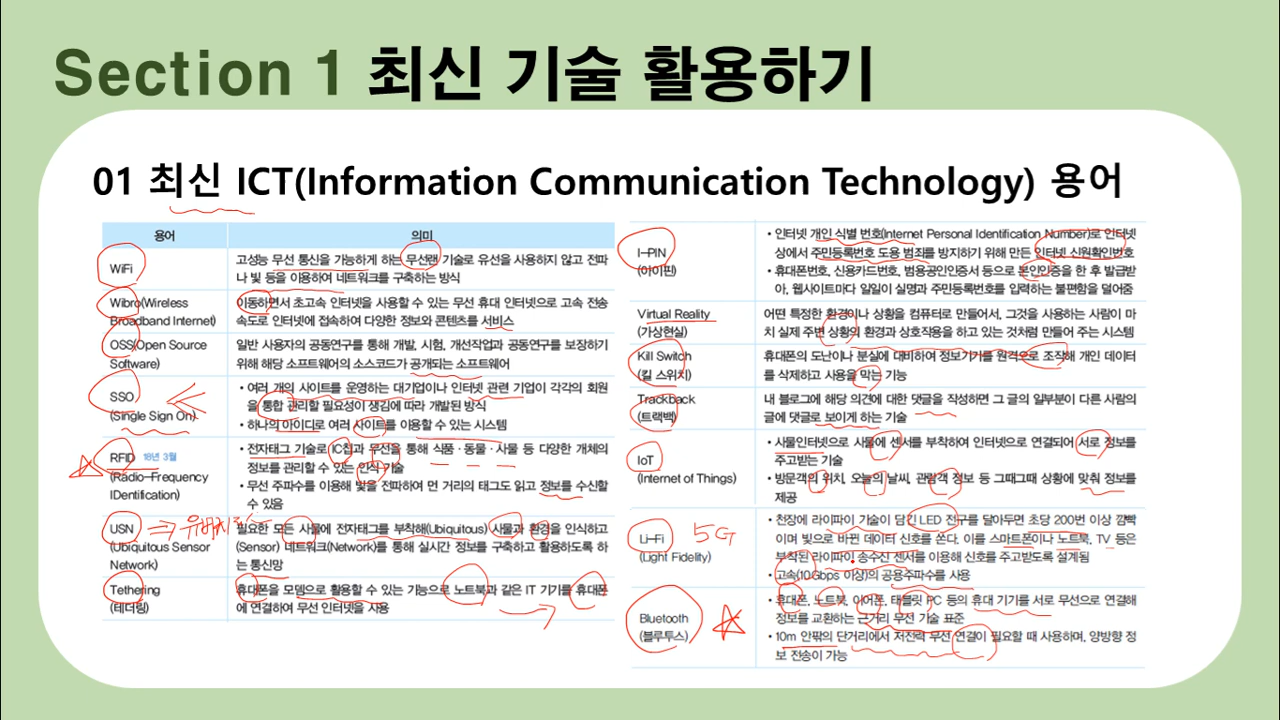 Section 1 최신 기술 활용하기
01 최신 ICT(Information Communication Technology) 용어
용어 의미
WiFi
고성능 무선 통신을 가능하게 하는 무선랜 기술로 유선을 사용하지 않고 전파
나 빛 등을 이용하여 네트워크를 구축하는 방식
Wibro(Wireless
Broadband Internet)
이동하면서 초고속 인터넷을 사용할 수 있는 무선 휴대 인터넷으로 고속 전송
속도로 인터넷에 접속하여 다양한 정보와 콘텐츠를 서비스
OSS(Open Source
Software)
일반 사용자의 공동연구를 통해 개발, 시험, 개선작업과 공동연구를 보장하기
위해 해당 소프트웨어의 소스코드가 공개되는 소프트웨어
SSO
(Single Sign On)
• 여러 개의 사이트를 운영하는 대기업이나 인터넷 관련 기업이 각각의 회원
을 통합 관리할 필요성이 생김에 따라 개발된 방식
• 하나의 아이디로 여러 사이트를 이용할 수 있는 시스템
RFID 18년 3월
(Radio-Frequency
IDentification)
• 전자태그 기술로 IC칩과 무선을 통해 식품·동물·사물 등 다양한 개체의
정보를 관리할 수 있는 인식 기술
• 무선 주파수를 이용해 빛을 전파하여 먼 거리의 태그도 읽고 정보를 수신할
수 있음
USN
(Ubiquitous Sensor
Network)
필요한 모든 사물에 전자태그를 부착해(Ubiquitous) 사물과 환경을 인식하고
(Sensor) 네트워크(Network)를 통해 실시간 정보를 구축하고 활용하도록 하
는 통신망
Tethering
(테더링)
휴대폰을 모뎀으로 활용할 수 있는 기능으로 노트북과 같은 IT 기기를 휴대폰
에 연결하여 무선 인터넷을 사용
I-PIN
(아이핀)
• 인터넷 개인 식별 번호(Internet Personal Identification Number)로 인터넷
상에서 주민등록번호 도용 범죄를 방지하기 위해 만든 인터넷 신원확인번호
• 휴대폰번호, 신용카드번호, 범용공인인증서 등으로 본인인증을 한 후 발급받
아, 웹사이트마다 일일이 실명과 주민등록번호를 입력하는 불편함을 덜어줌
Virtual Reality
(가상현실)
어떤 특정한 환경이나 상황을 컴퓨터로 만들어서, 그것을 사용하는 사람이 마
치 실제 주변 상황의 환경과 상호작용을 하고 있는 것처럼 만들어 주는 시스템
Kill Switch
(킬 스위치)
휴대폰의 도난이나 분실에 대비하여 정보기기를 원격으로 조작해 개인 데이터
를 삭제하고 사용을 막는 기능
Trackback
(트랙백)
내 블로그에 해당 의견에 대한 댓글을 작성하면 그 글의 일부분이 다른 사람의
글에 댓글로 보이게 하는 기술
IoT
(Internet of Things)
• 사물인터넷으로 사물에 센서를 부착하여 인터넷으로 연결되어 서로 정보를
주고받는 기술
• 방문객의 위치, 오늘의 날씨, 관람객 정보 등 그때그때 상황에 맞춰 정보를
제공
Li-Fi 5G
(Light Fidelity)
• 천장에 라이파이 기술이 담긴 LED 전구를 달아두면 초당 200번 이상 깜빡
이며 빛으로 바뀐 데이터 신호를 쏜다. 이를 스마트폰이나 노트북, TV 등은
부착된 라이파이 송수진 센서를 이용해 신호를 주고받도록 설계됨
• 고속(10Gbps 이상)의 공용주파수를 사용
Bluetooth
(블루투스)
• 휴대폰, 노트북, 이어폰, 태블릿 PC 등의 휴대 기기를 서로 무선으로 연결해
정보를 교환하는 근거리 무선 기술 표준
• 10m 안팎의 단거리에서 저전력 무선 연결이 필요할 때 사용하며, 양방향 정
보 전송이 가능